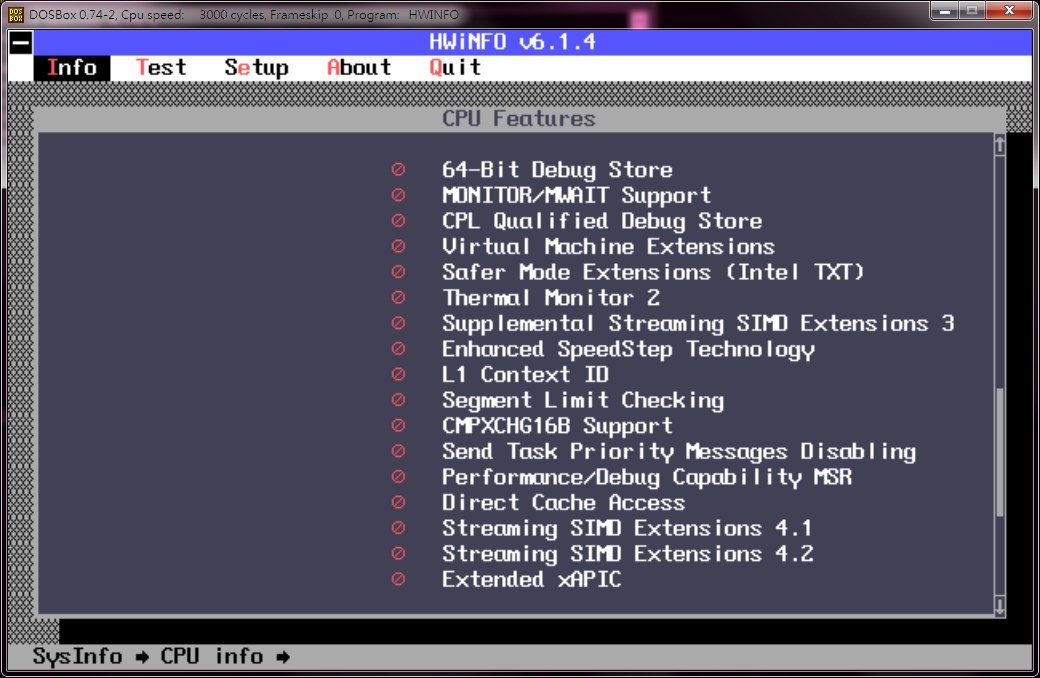 DOS BOX
DOSBox 0.74-2, Cpu speed: 3000 cycles, Frameskip 0, Program: HWINFO
HWiNFO v6.1.4
Info Test Setup About Quit
CPU Features
64-Bit Debug Store
MONITOR/MWAIT Support
CPL Qualified Debug Store
Virtual Machine Extensions
Safer Mode Extensions (Intel TXT)
Thermal Monitor 2
Supplemental Streaming SIMD Extensions 3
Enhanced SpeedStep Technology
L1 Context ID
Segment Limit Checking
CMPXCHG16B Support
Send Task Priority Messages Disabling
Performance/Debug Capability MSR
Direct Cache Access
Streaming SIMD Extensions 4.1
Streaming SIMD Extensions 4.2
Extended xAPIC
SysInfo → CPU info →